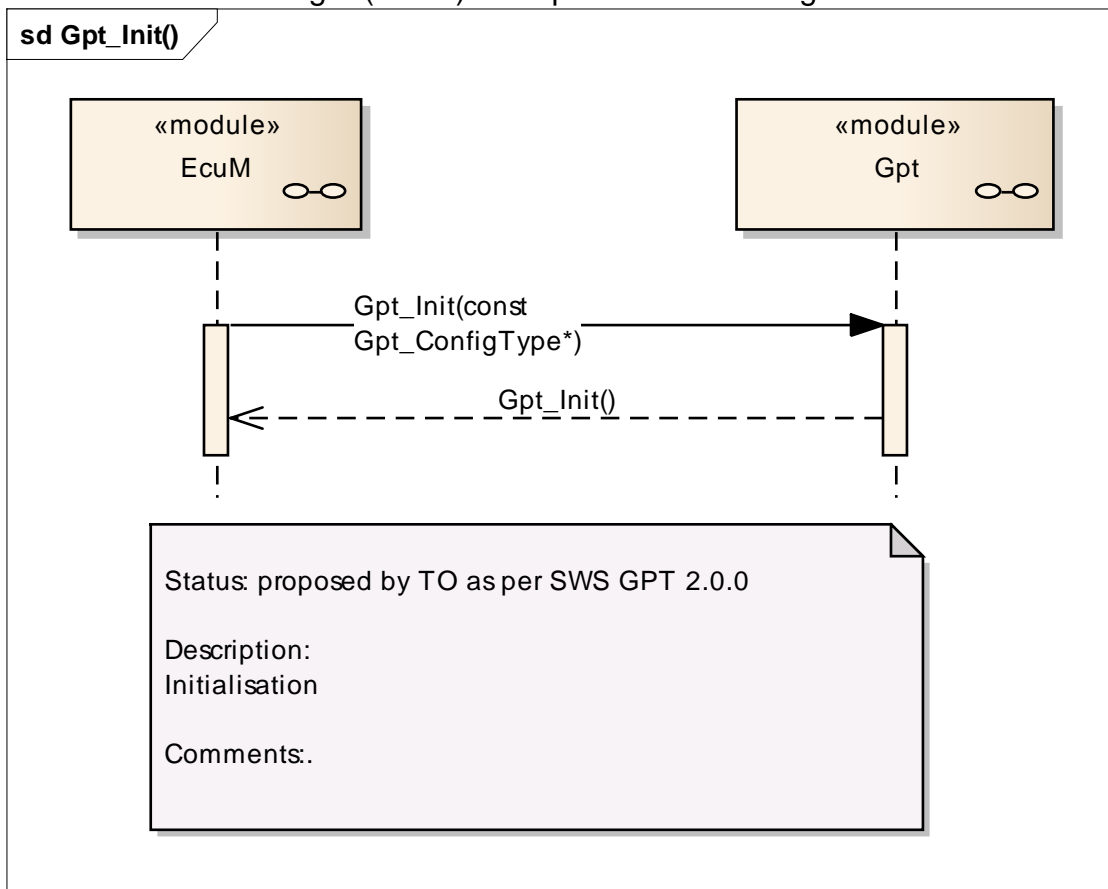 sd Gpt_Init()
«module»
EcuM
«module»
Gpt
Gpt_Init(const
Gpt_ConfigType*)
Gpt_Init()
Status: proposed by TO as per SWS GPT 2.0.0
Description:
Initialisation
Comments:.